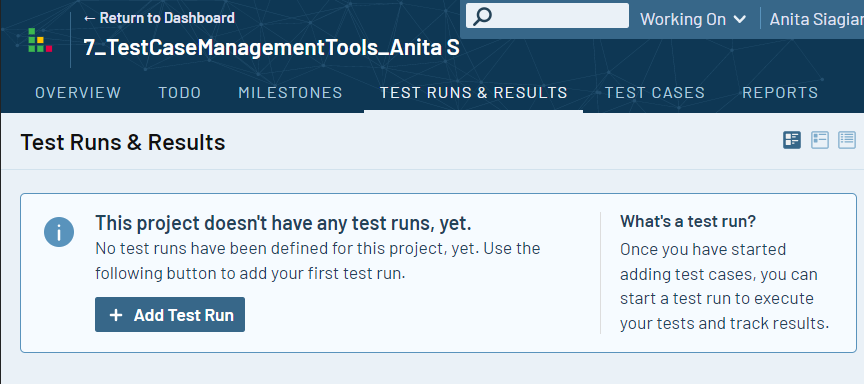 ← Return to Dashboard
Working On
Anita Siagian
7_TestCaseManagementTools_Anita S
OVERVIEW
TODO
MILESTONES
TEST RUNS & RESULTS
TEST CASES
REPORTS
Test Runs & Results
This project doesn't have any test runs, yet.
No test runs have been defined for this project, yet. Use the
following button to add your first test run.
+ Add Test Run
What's a test run?
Once you have started
adding test cases, you can
start a test run to execute
your tests and track results.